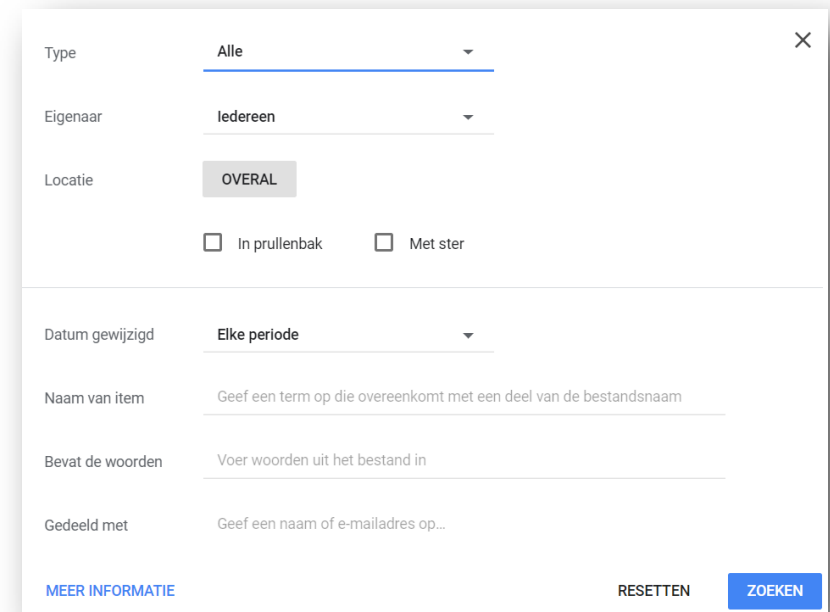 Type Alle
Eigenaar Iedereen
Locatie OVERAL
In prullenbak Met ster
Datum gewijzigd Elke periode
Naam van item Geef een term op die overeenkomt met een deel van de bestandsnaam
Bevat de woorden Voer woorden uit het bestand in
Gedeeld met Geef een naam of e-mailadres op...
MEER INFORMATIE RESETTEN ZOEKEN